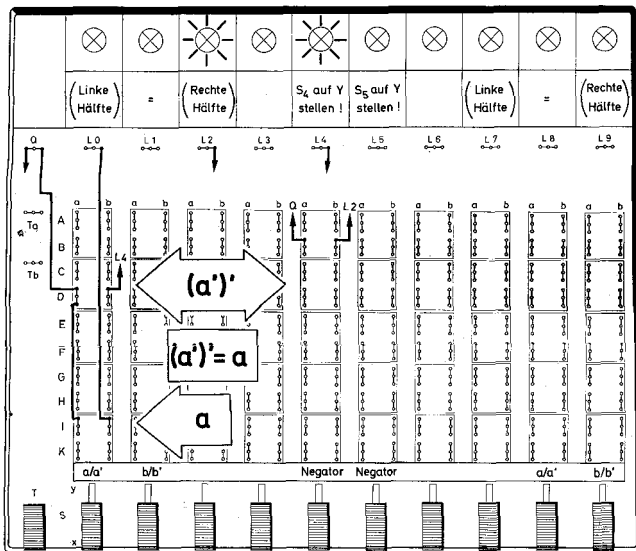 (Linke Hälfte)
=
(Rechte Hälfte)
S4 auf Y stellen !
S5 auf Y stellen !
(Linke Hälfte)
=
(Rechte Hälfte)
Q L0 L1 L2 L3 L4 L5 L6 L7 L8 L9
a b a b a b a b a b a b a b a b a b
Q L2
Ta
A
B
L4
C
Tb
D
(a')'
E
F
(a')' = a
G
H
a
I
K
a/a' b/b' Negator Negator a/a' b/b'
T y
S
x